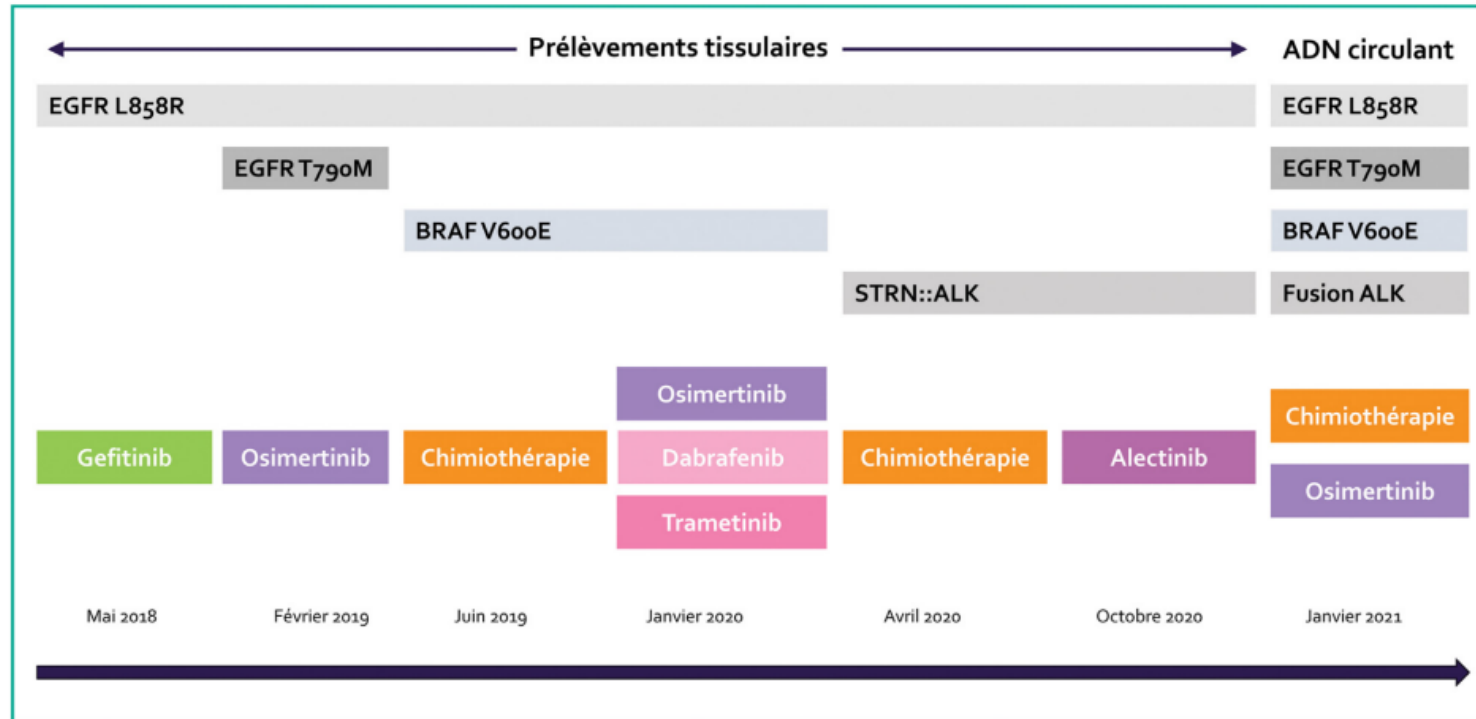 Prélèvements tissulaires
ADN circulant
EGFR L858R
EGFR L858R
EGFR T790M
EGFR T790M
BRAF V600E
BRAF V600E
STRN::ALK
Fusion ALK
Osimertinib
Chimiothérapie
Gefitinib
Osimertinib
Chimiothérapie
Dabrafenib
Chimiothérapie
Alectinib
Osimertinib
Trametinib
Mai 2018
Février 2019
Juin 2019
Janvier 2020
Avril 2020
Octobre 2020
Janvier 2021